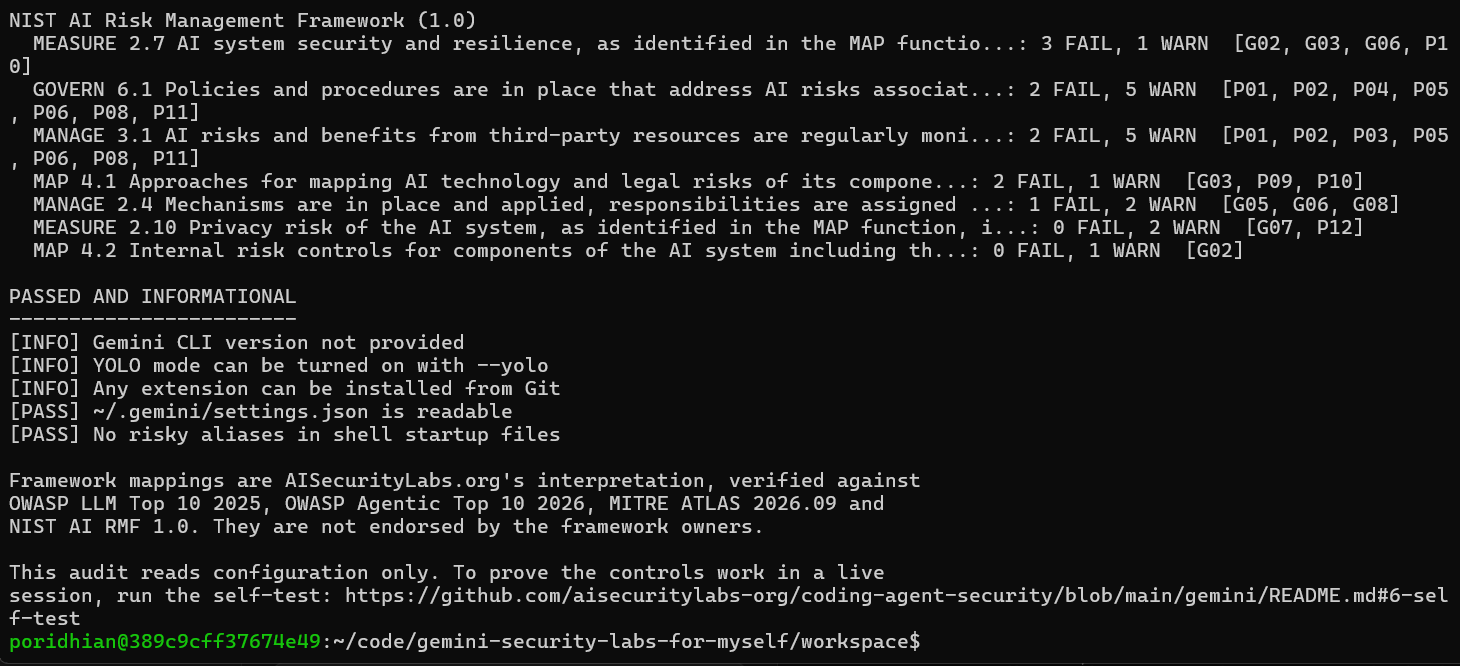 NIST AI Risk Management Framework (1.0)
  MEASURE 2.7 AI system security and resilience, as identified in the MAP functio...: 3 FAIL, 1 WARN  [G02, G03, G06, P1
0]
  GOVERN 6.1 Policies and procedures are in place that address AI risks associat...: 2 FAIL, 5 WARN  [P01, P02, P04, P05
, P06, P08, P11]
  MANAGE 3.1 AI risks and benefits from third-party resources are regularly moni...: 2 FAIL, 5 WARN  [P01, P02, P03, P05
, P06, P08, P11]
  MAP 4.1 Approaches for mapping AI technology and legal risks of its compone...: 2 FAIL, 1 WARN  [G03, P09, P10]
  MANAGE 2.4 Mechanisms are in place and applied, responsibilities are assigned ...: 1 FAIL, 2 WARN  [G05, G06, G08]
  MEASURE 2.10 Privacy risk of the AI system, as identified in the MAP function, i...: 0 FAIL, 2 WARN  [G07, P12]
  MAP 4.2 Internal risk controls for components of the AI system including th...: 0 FAIL, 1 WARN  [G02]

PASSED AND INFORMATIONAL
------------------------
[INFO] Gemini CLI version not provided
[INFO] YOLO mode can be turned on with --yolo
[INFO] Any extension can be installed from Git
[PASS] ~/.gemini/settings.json is readable
[PASS] No risky aliases in shell startup files

Framework mappings are AISecurityLabs.org's interpretation, verified against
OWASP LLM Top 10 2025, OWASP Agentic Top 10 2026, MITRE ATLAS 2026.09 and
NIST AI RMF 1.0. They are not endorsed by the framework owners.

This audit reads configuration only. To prove the controls work in a live
session, run the self-test: https://github.com/aisecuritylabs-org/coding-agent-security/blob/main/gemini/README.md#6-sel
f-test
poridhian@389c9cff37674e49:~/code/gemini-security-labs-for-myself/workspace$